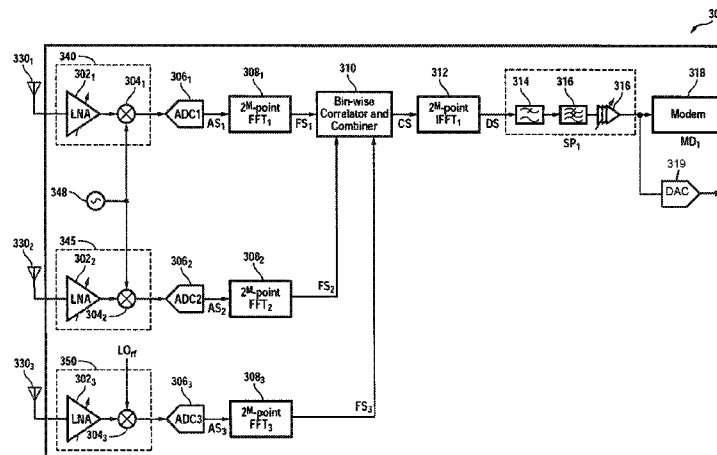 30
340
330₁
302₁
304₁
LNA
306₁
ADC1
AS₁
308₁
2ᴹ-point
FFT₁
FS₁
310
Bin-wise
Correlator and
Combiner
CS
312
2ᴹ-point
IFFT₁
DS
314
316
316
SP₁
318
Modem
MD₁
319
DAC
348
345
330₂
302₂
LNA
304₂
306₂
ADC2
AS₂
308₂
2ᴹ-point
FFT₂
FS₂
350
LOrf
330₃
302₃
LNA
304₃
306₃
ADC3
AS₃
308₃
2ᴹ-point
FFT₃
FS₃